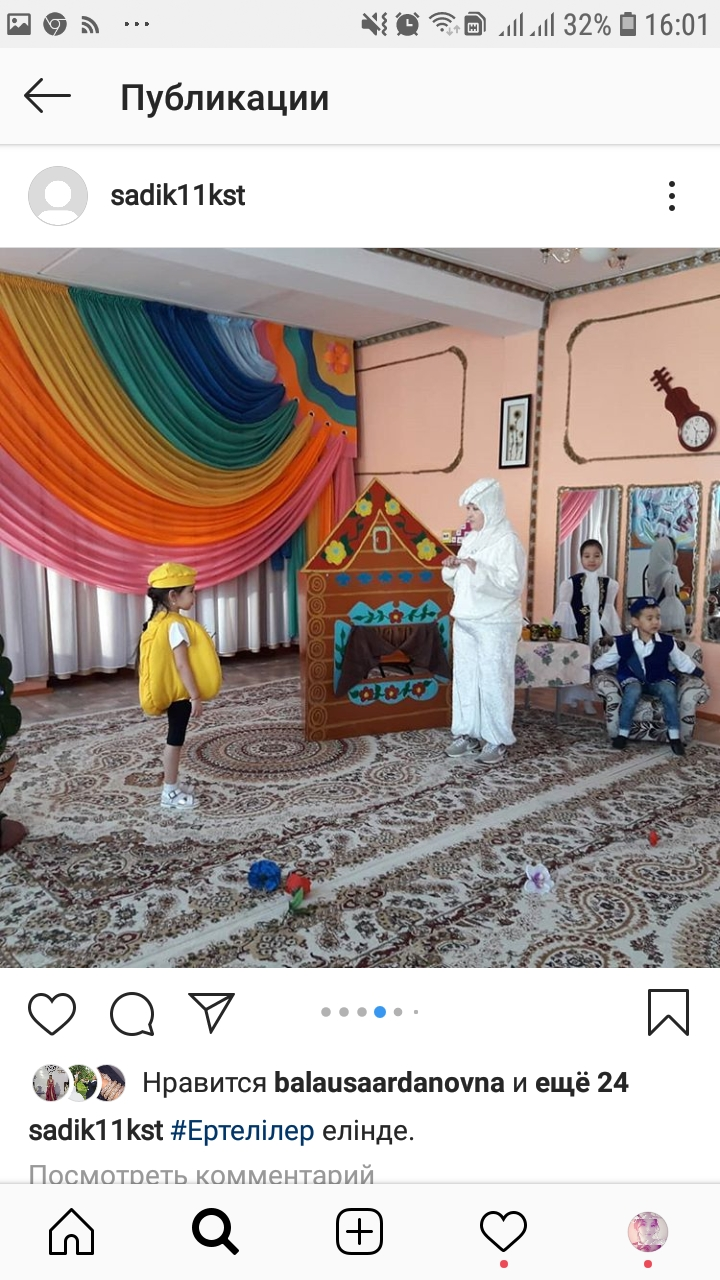 32% 16:01
Публикации
sadik11kst
Нравится balausaardanovna и ещё 24
sadik11kst #Ертелілер елінде.
Посмотреть комментарий